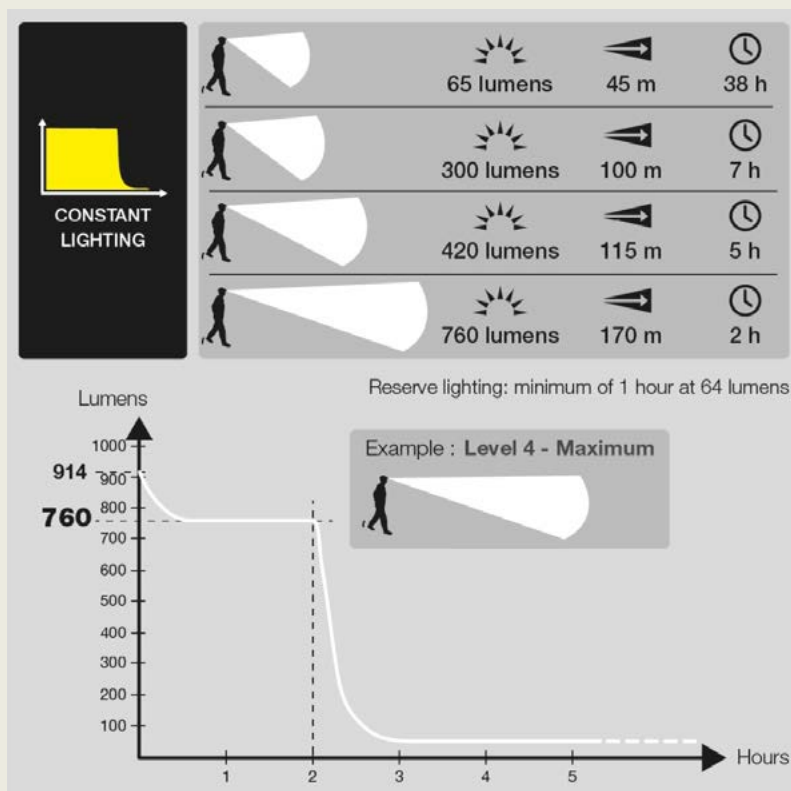 65 lumens 45 m 38 h
300 lumens 100 m 7 h
CONSTANT
LIGHTING
420 lumens 115 m 5 h
760 lumens 170 m 2 h
Reserve lighting: minimum of 1 hour at 64 lumens
Lumens
Example : Level 4 - Maximum
1000
914
900
800
760
700
600
500
400
300
200
100
Hours
1 2 3 4 5